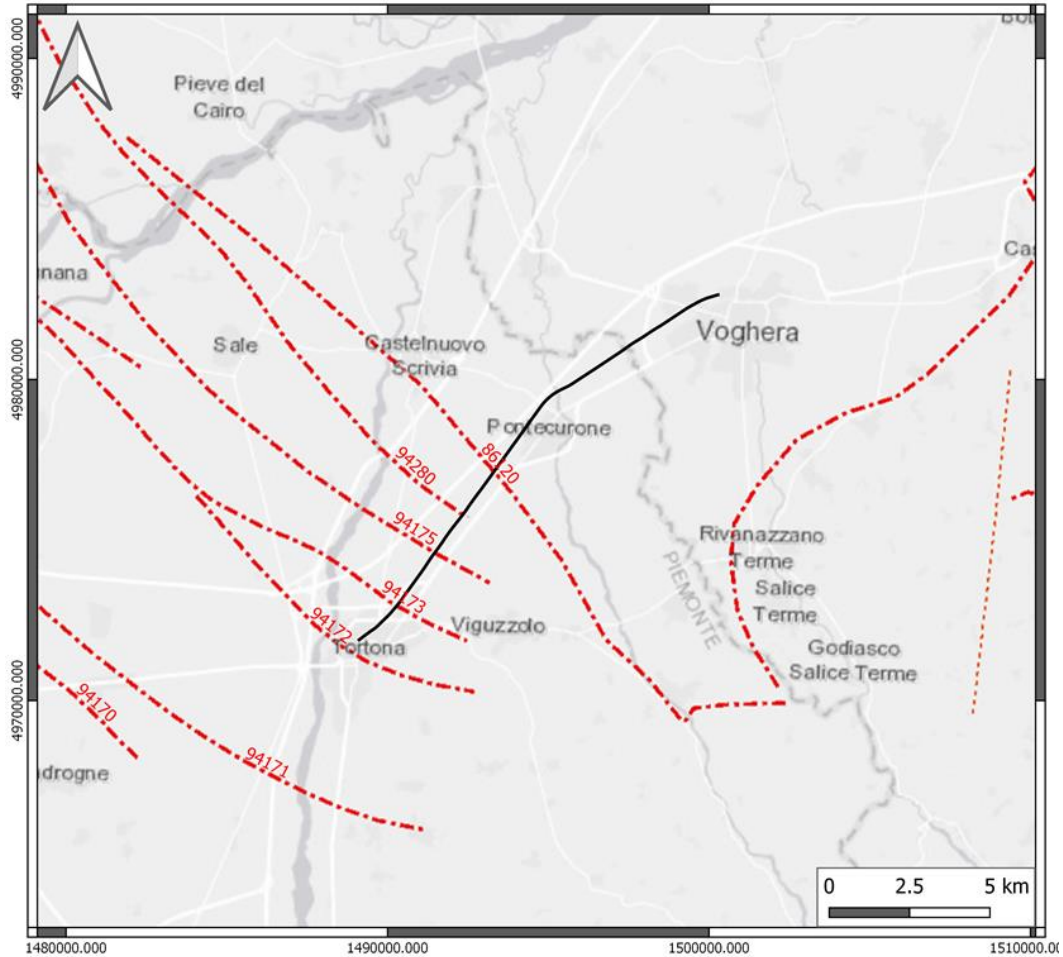 4990000.000
4980000.000
4970000.000
Pieve del
Cairo
Sale
Castelnuovo
Scrivia
Voghera
Pontecurone
86120
94280
94175
94173
94172
Viguzzolo
Tortona
PIEMONTE
Rivanazzano
Terme
Salice
Terme
Godiasco
Salice Terme
94170
94171
0 2.5 5 km
1480000.000 1490000.000 1500000.000 1510000.000